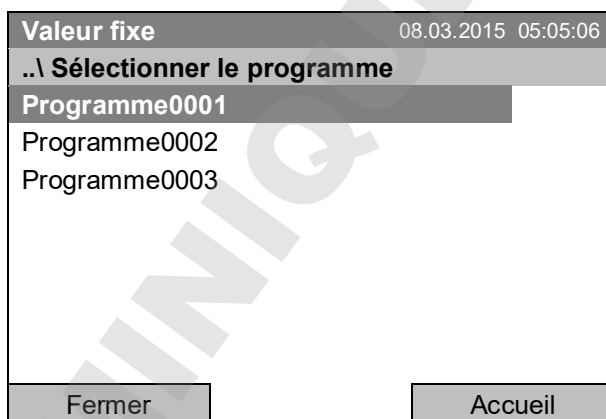 Valeur fixe 08.03.2015 05:05:06
..\ Sélectionner le programme
Programme0001
Programme0002
Programme0003
Fermer Accueil